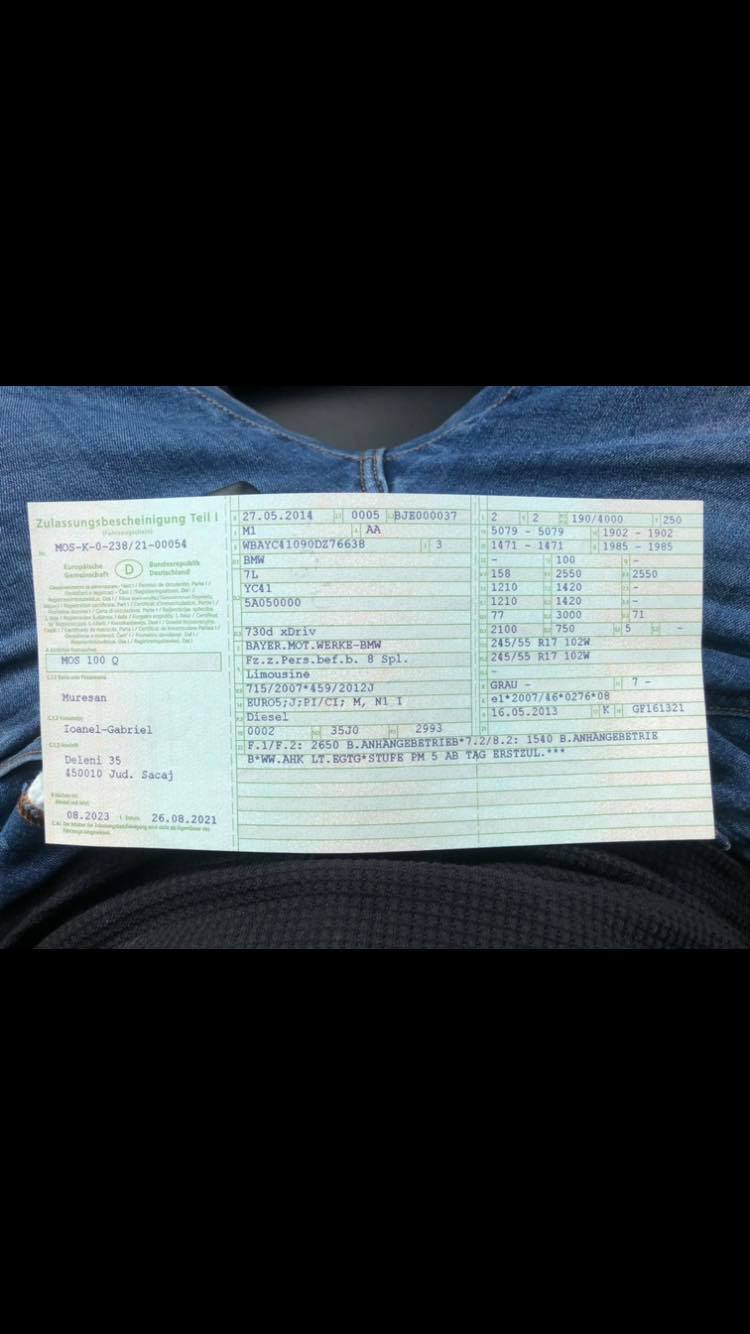 Zulassungsbescheinigung Teil I
(Fahrzeugschein)
Nr. MOS-K-0-238/21-00054
Europäische Gemeinschaft
D
Bundesrepublik Deutschland
MOS 100 Q
Muresan
Ioanel-Gabriel
Deleni 35
450010 Jud. Sacaj
08.2023
26.08.2021
27.05.2014 0005 BJE000037
M1 AA
WBAYC41090DZ76638 3
BMW
7L
YC41
5A050000
730d xDriv
BAYER.MOT.WERKE-BMW
Fz.z.Pers.bef.b. 8 Spl.
Limousine
715/2007*459/2012J
EURO5;J;PI/CI; M, N1 I
Diesel
0002 35J0 2993
2 2 190/4000 250
5079 - 5079 1902 - 1902
1471 - 1471 1985 - 1985
- 100 -
158 2550 2550
1210 1420 -
1210 1420 -
77 3000 71
2100 750 5 -
245/55 R17 102W
245/55 R17 102W
-
GRAU - 7 -
e1*2007/46*0276*08
16.05.2013 K GF161321
F.1/F.2: 2650 B.ANHÄNGEBETRIEB*7.2/8.2: 1540 B.ANHÄNGEBETRIE
B*WW.AHK LT.EGTG*STUFE PM 5 AB TAG ERSTZUL.***